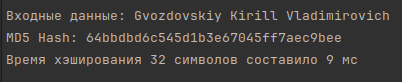 Входные данные: Gvozdovskiy Kirill Vladimirovich
MD5 Hash: 64bbdbd6c545d1b3e67045ff7aec9bee
Время хэширования 32 символов составило 9 мс